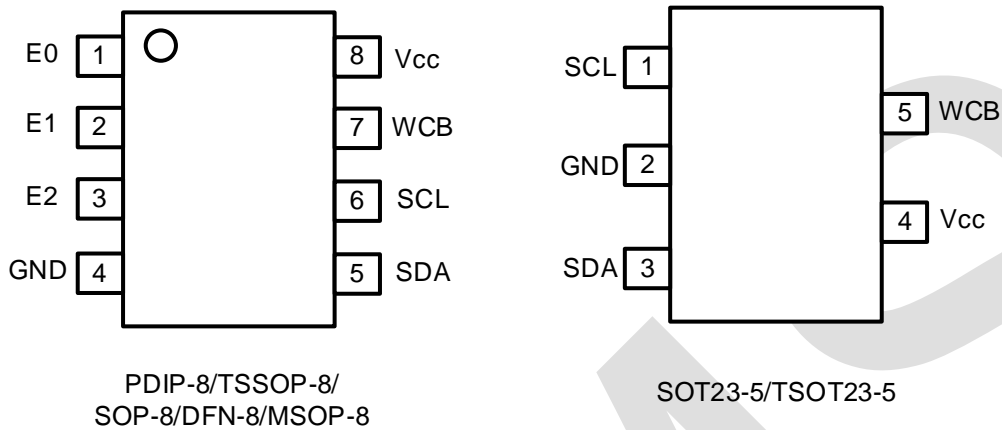 E0 1 8 Vcc
E1 2 7 WCB
E2 3 6 SCL
GND 4 5 SDA
PDIP-8/TSSOP-8/
SOP-8/DFN-8/MSOP-8
SCL 1
5 WCB
GND 2
4 Vcc
SDA 3
SOT23-5/TSOT23-5